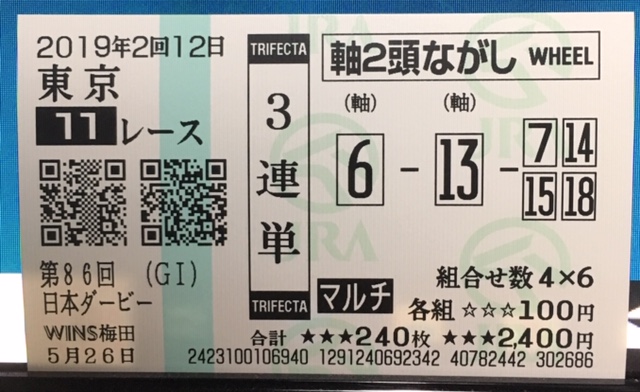 2019年2回12日
東京
11レース
第86回 (GI)
日本ダービー
WINS梅田
5月26日
TRIFECTA
3連単
TRIFECTA
軸2頭ながし WHEEL
(軸) (軸)
6 - 13 - 7 14
15 18
マルチ
組合せ数4×6
各組 ☆☆☆100円
合計 ★★★240枚 ★★★2,400円
2423100106940 1291240692342 40782442 302686
JRA
JRA
JRA